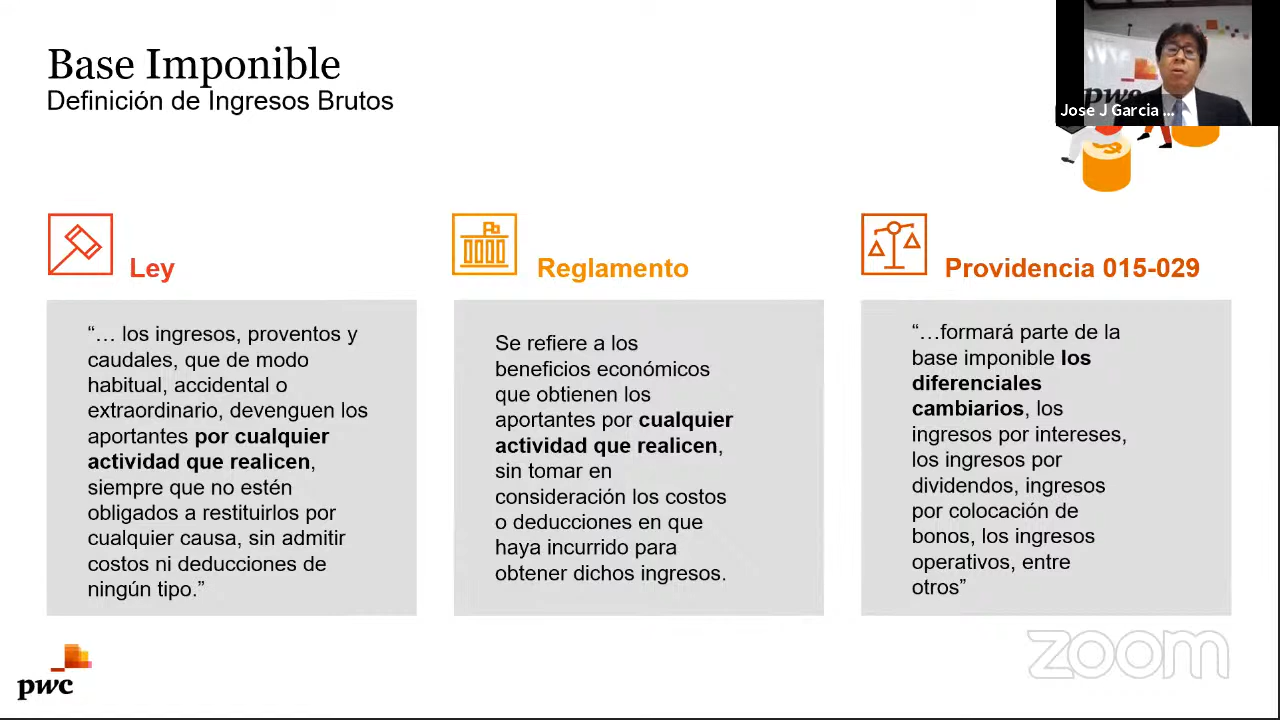 Base Imponible
Definición de Ingresos Brutos
pwc
Jose J Garcia ...
Ley
“… los ingresos, proventos y
caudales, que de modo
habitual, accidental o
extraordinario, devenguen los
aportantes por cualquier
actividad que realicen,
siempre que no estén
obligados a restituirlos por
cualquier causa, sin admitir
costos ni deducciones de
ningún tipo.”
Reglamento
Se refiere a los
beneficios económicos
que obtienen los
aportantes por cualquier
actividad que realicen,
sin tomar en
consideración los costos
o deducciones en que
haya incurrido para
obtener dichos ingresos.
Providencia 015-029
“…formará parte de la
base imponible los
diferenciales
cambiarios, los
ingresos por intereses,
los ingresos por
dividendos, ingresos
por colocación de
bonos, los ingresos
operativos, entre
otros”
pwc
zoom